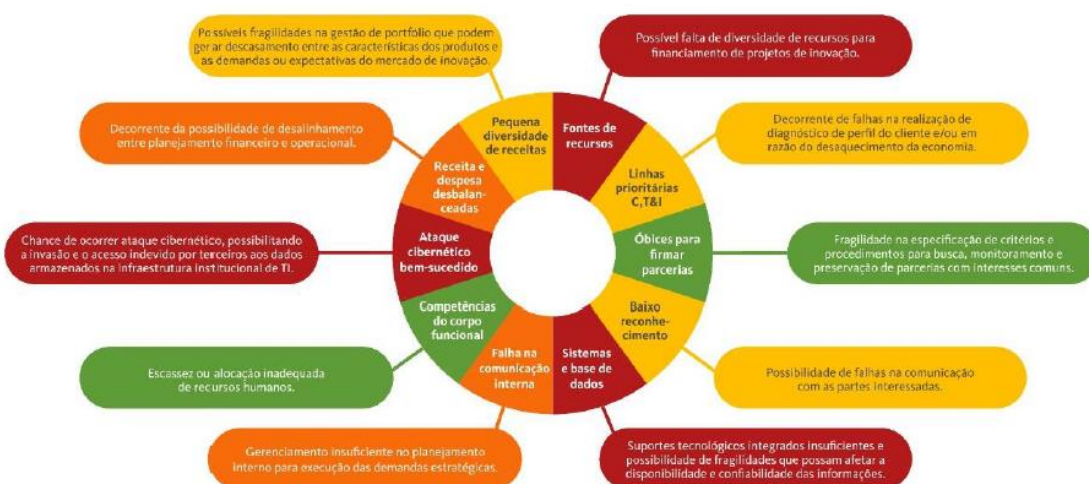 Possíveis fragilidades na gestão de portfólio que podem
gerar descasamento entre as características dos produtos e
as demandas ou expectativas do mercado de inovação.
Possível falta de diversidade de recursos para
financiamento de projetos de inovação.
Decorrente da possibilidade de desalinhamento
entre planejamento financeiro e operacional.
Decorrente de falhas na realização de
diagnóstico de perfil do cliente e/ou em
razão do desaquecimento da economia.
Chance de ocorrer ataque cibernético, possibilitando
a invasão e o acesso indevido por terceiros aos dados
armazenados na infraestrutura institucional de TI.
Fragilidade na especificação de critérios e
procedimentos para busca, monitoramento e
preservação de parcerias com interesses comuns.
Escassez ou alocação inadequada
de recursos humanos.
Possibilidade de falhas na comunicação
com as partes interessadas.
Gerenciamento insuficiente no planejamento
interno para execução das demandas estratégicas.
Suportes tecnológicos integrados insuficientes e
possibilidade de fragilidades que possam afetar a
disponibilidade e confiabilidade das informações.
Pequena
diversidade
de receitas
Fontes de
recursos
Linhas
prioritárias
C,T&I
Óbices para
firmar
parcerias
Baixo
reconhe-
cimento
Sistemas
e base de
dados
Falha na
comunicação
interna
Competências
do corpo
funcional
Ataque
cibernético
bem-sucedido
Receita e
despesa
desbalan-
ceadas